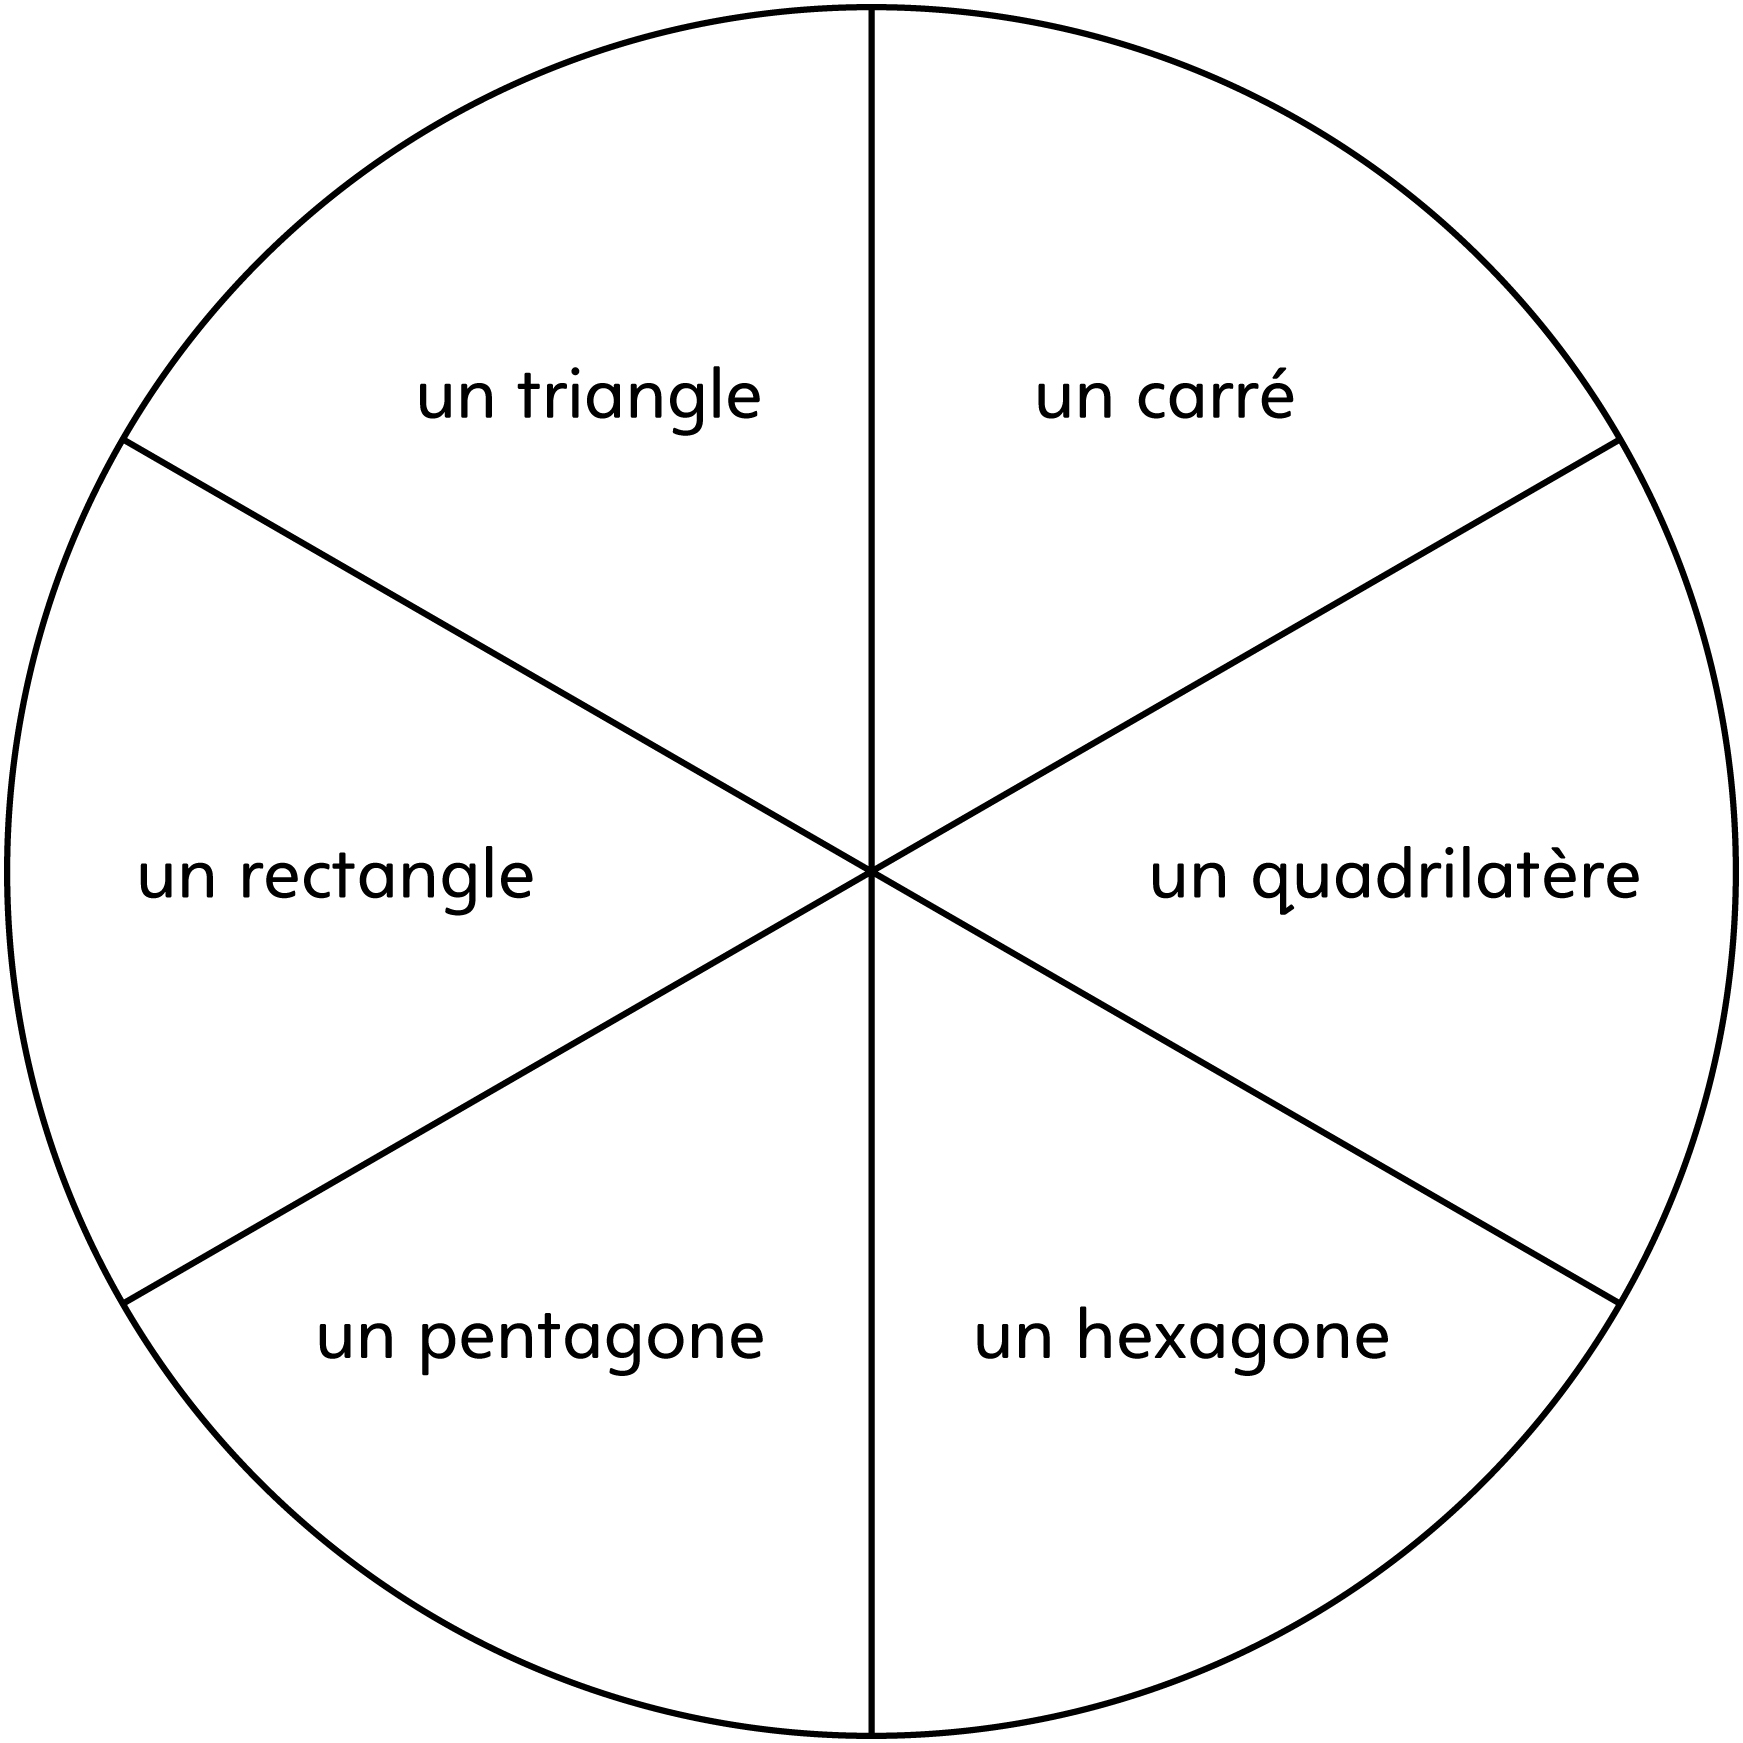 un triangle
un carré
un rectangle
un quadrilatère
un pentagone
un hexagone